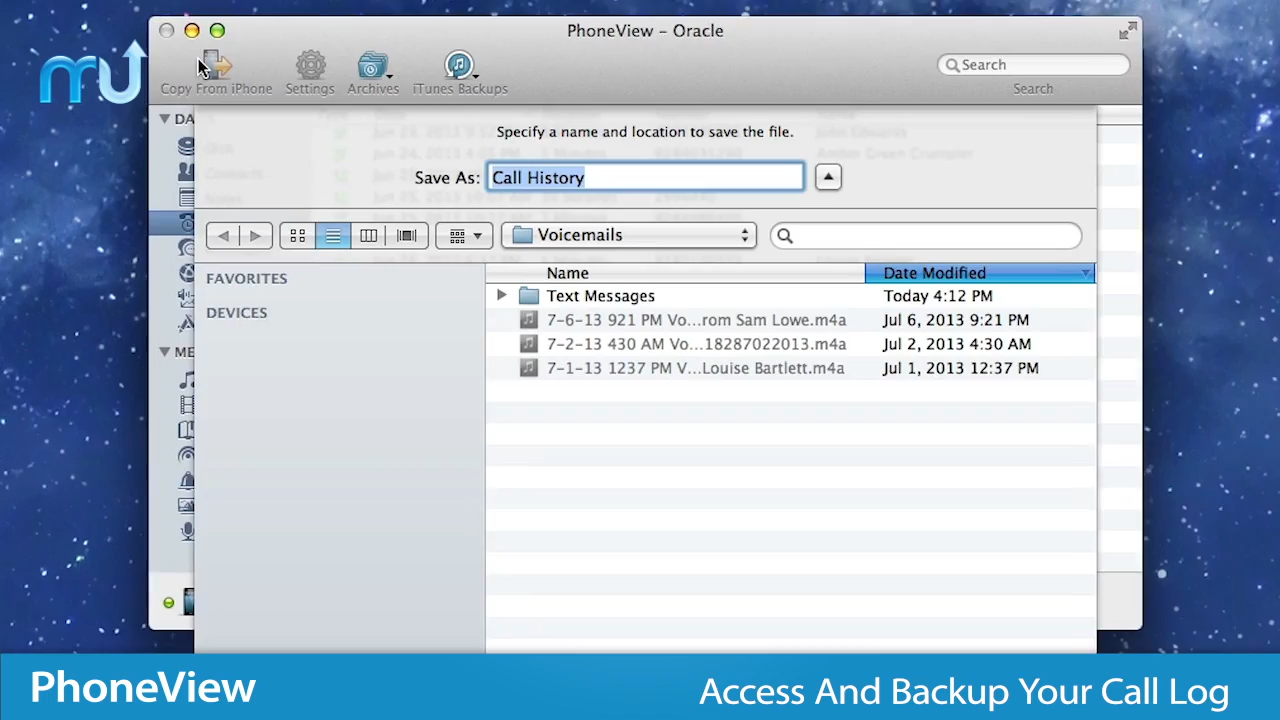 PhoneView – Oracle
mu
Copy From iPhone
Settings
Archives
iTunes Backups
Search
Search
DA
Specify a name and location to save the file.
Save As: Call History
Voicemails
FAVORITES
DEVICES
Name Date Modified
Text Messages Today 4:12 PM
7-6-13 921 PM Vo...rom Sam Lowe.m4a Jul 6, 2013 9:21 PM
7-2-13 430 AM Vo...18287022013.m4a Jul 2, 2013 4:30 AM
7-1-13 1237 PM V...Louise Bartlett.m4a Jul 1, 2013 12:37 PM
ME
PhoneView
Access And Backup Your Call Log